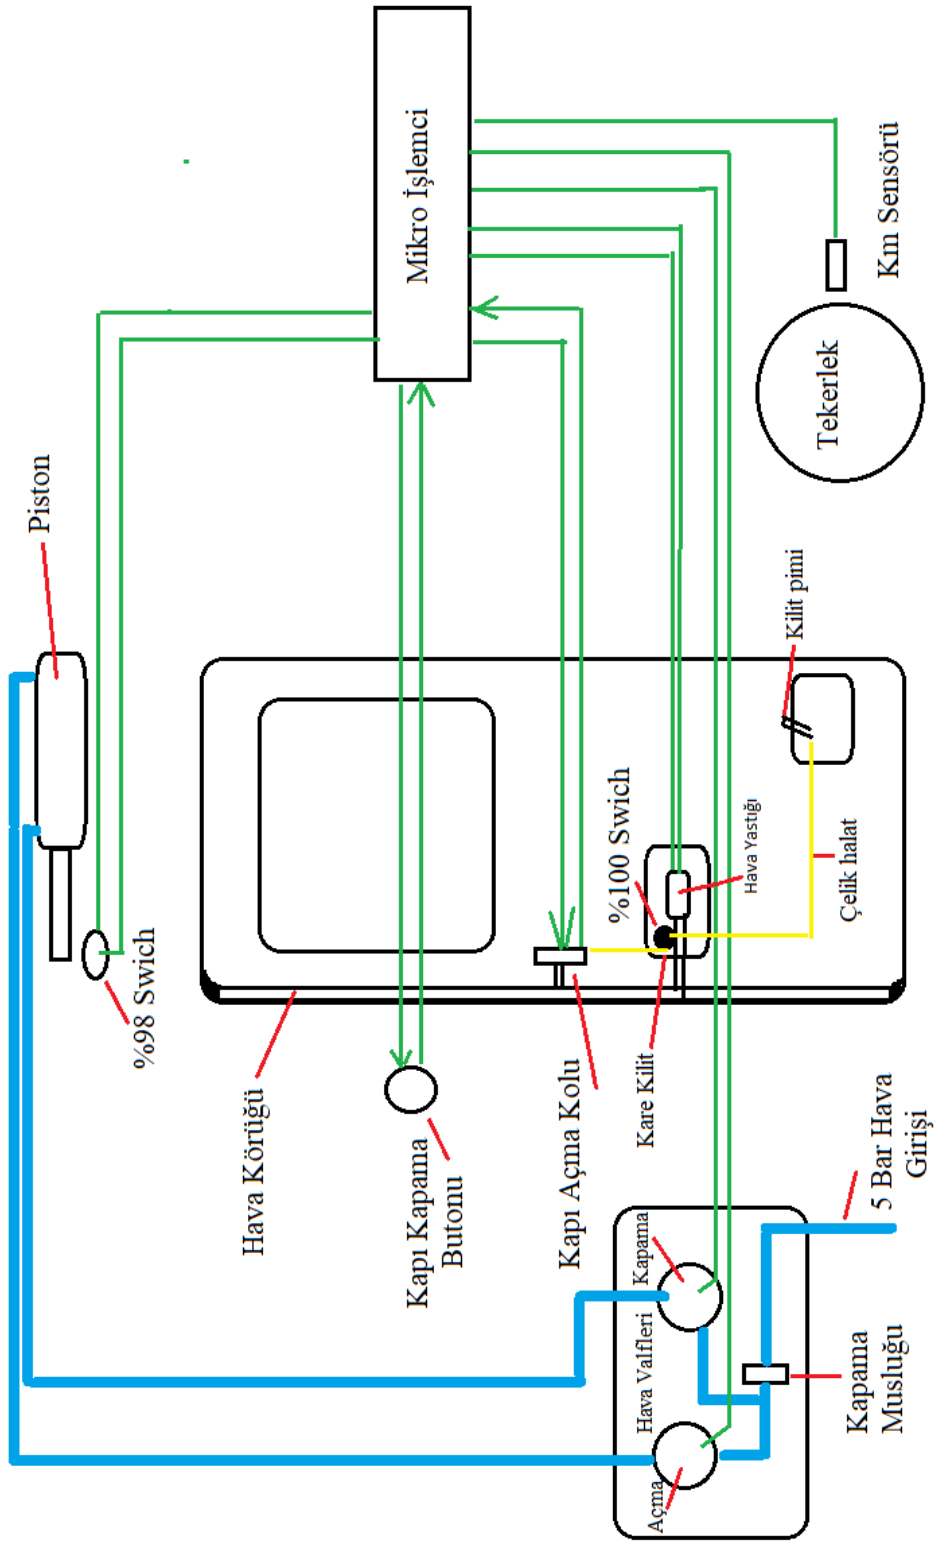 Mikro İşlemci
Km Sensörü
Tekerlek
Piston
%98 Swich
Hava Körüğü
Kapı Kapama
Butonu
Kapı Açma Kolu
%100 Swich
Kare Kilit
Hava Yastığı
Çelik halat
Kilit pimi
5 Bar Hava
Girişi
Kapama
Musluğu
Hava Valfleri
Kapama
Açma